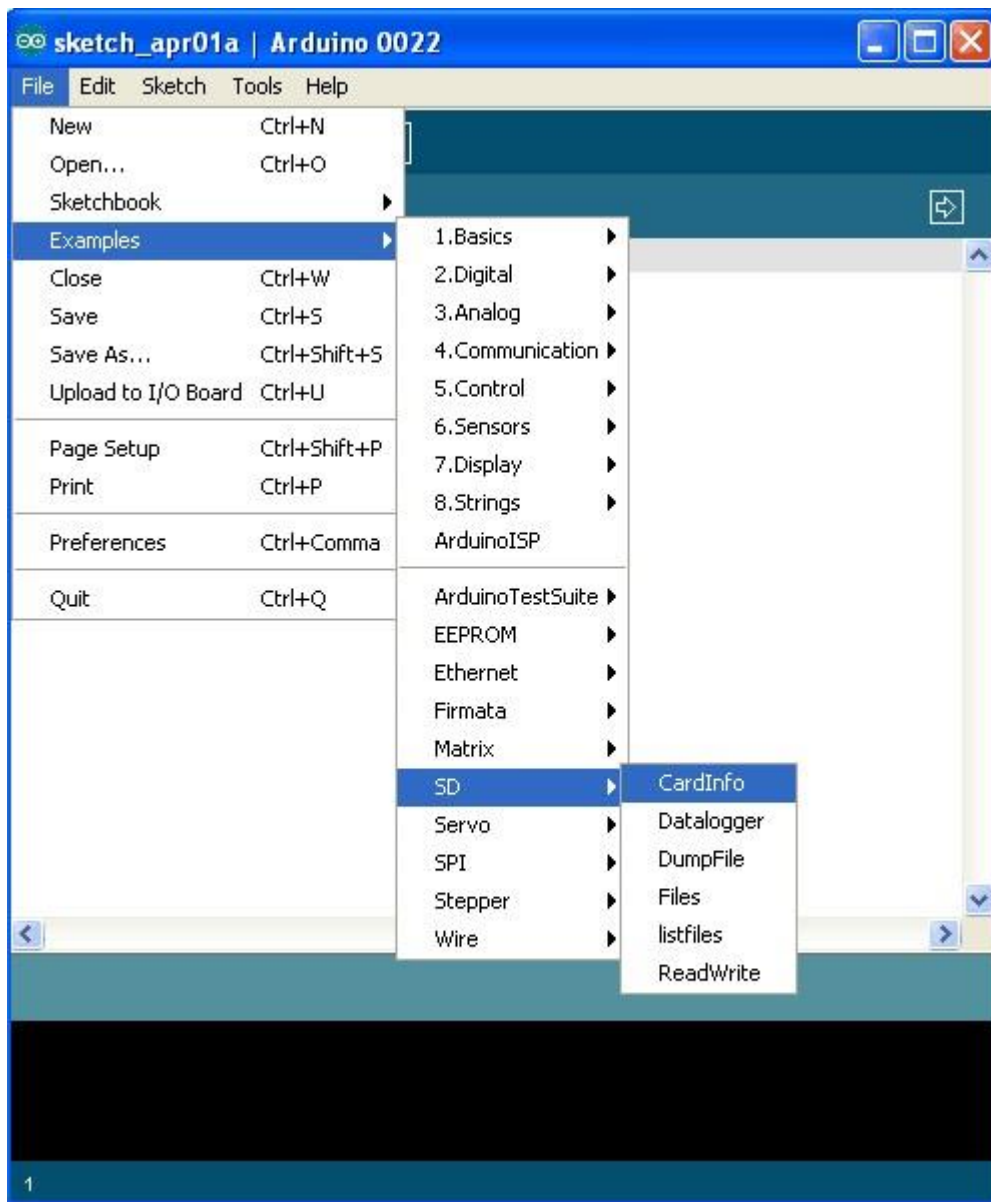 sketch_apr01a | Arduino 0022
File Edit Sketch Tools Help
New Ctrl+N
Open... Ctrl+O
Sketchbook
Examples
Close Ctrl+W
Save Ctrl+S
Save As... Ctrl+Shift+S
Upload to I/O Board Ctrl+U
Page Setup Ctrl+Shift+P
Print Ctrl+P
Preferences Ctrl+Comma
Quit Ctrl+Q
1.Basics
2.Digital
3.Analog
4.Communication
5.Control
6.Sensors
7.Display
8.Strings
ArduinoISP
ArduinoTestSuite
EEPROM
Ethernet
Firmata
Matrix
SD
Servo
SPI
Stepper
Wire
CardInfo
Datalogger
DumpFile
Files
listfiles
ReadWrite
1